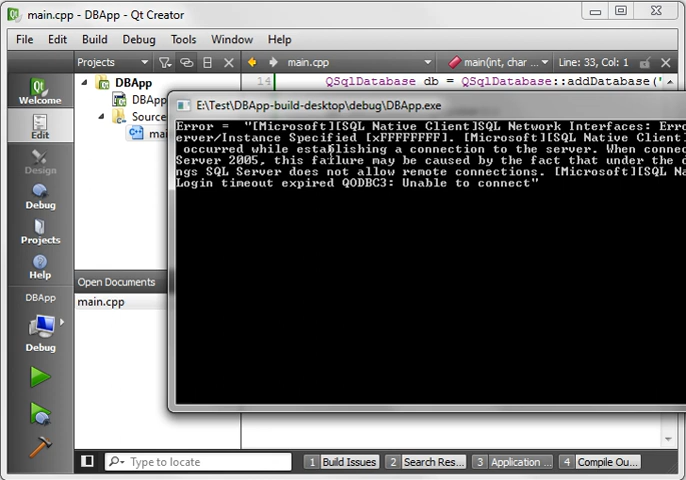 main.cpp - DBApp - Qt Creator
File Edit Build Debug Tools Window Help
Projects main.cpp main(int, char ... Line: 33, Col: 1
Welcome
Edit
Design
Debug
Projects
Help
DBApp
Debug
DBApp
DBApp
Source
mai
14 QSqlDatabase db = QSqlDatabase::addDatabase("
E:\Test\DBApp-build-desktop\debug\DBApp.exe
Error = "[Microsoft][SQL Native Client]SQL Network Interfaces: Erro
erver/Instance Specified [xFFFFFFFF]. [Microsoft][SQL Native Client]
occurred while establishing a connection to the server. When connec
Server 2005, this failure may be caused by the fact that under the d
ngs SQL Server does not allow remote connections. [Microsoft][SQL Na
Login timeout expired QODBC3: Unable to connect"
Open Documents
main.cpp
Type to locate 1 Build Issues 2 Search Res... 3 Application ... 4 Compile Ou...